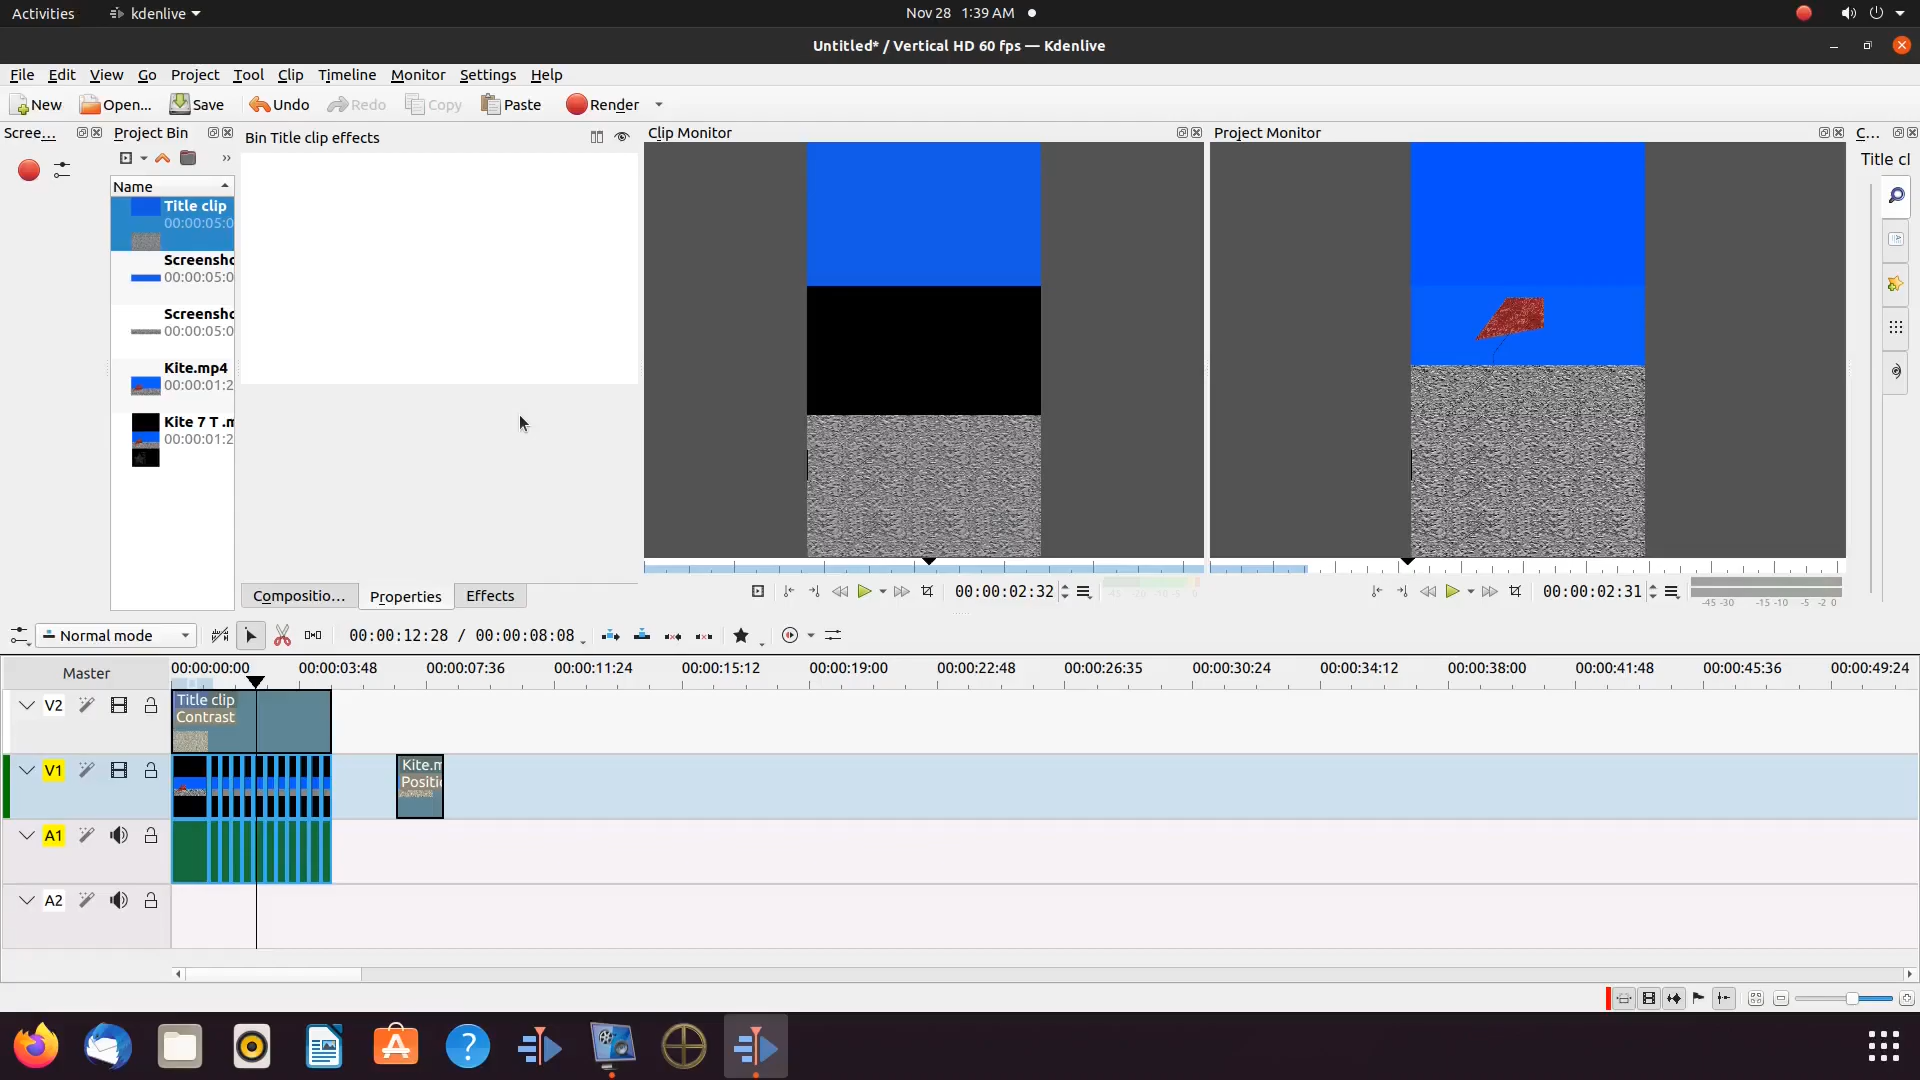 Activities kdenlive Nov 28 1:39 AM
Untitled* / Vertical HD 60 fps — Kdenlive
File Edit View Go Project Tool Clip Timeline Monitor Settings Help
New Open... Save Undo Redo Copy Paste Render
Scree... Project Bin Bin Title clip effects Clip Monitor Project Monitor C...
Title cl
Name
Title clip
00:00:05:0
Screensho
00:00:05:0
Screensho
00:00:05:0
Kite.mp4
00:00:01:2
Kite 7 T .m
00:00:01:2
Compositio... Properties Effects
00:00:02:32
00:00:02:31
-45 -30 -15 -10 -5 -2 0
Normal mode 00:00:12:28 / 00:00:08:08
Master 00:00:00:00 00:00:03:48 00:00:07:36 00:00:11:24 00:00:15:12 00:00:19:00 00:00:22:48 00:00:26:35 00:00:30:24 00:00:34:12 00:00:38:00 00:00:41:48 00:00:45:36 00:00:49:24
V2 Title clip
Contrast
V1 Kite.m
Positi
A1
A2